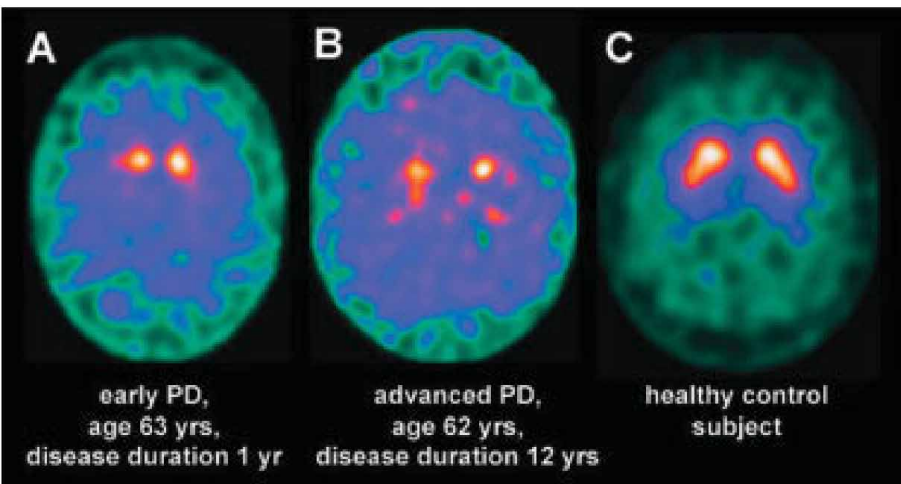 A
B
C
early PD,
age 63 yrs,
disease duration 1 yr
advanced PD,
age 62 yrs,
disease duration 12 yrs
healthy control
subject